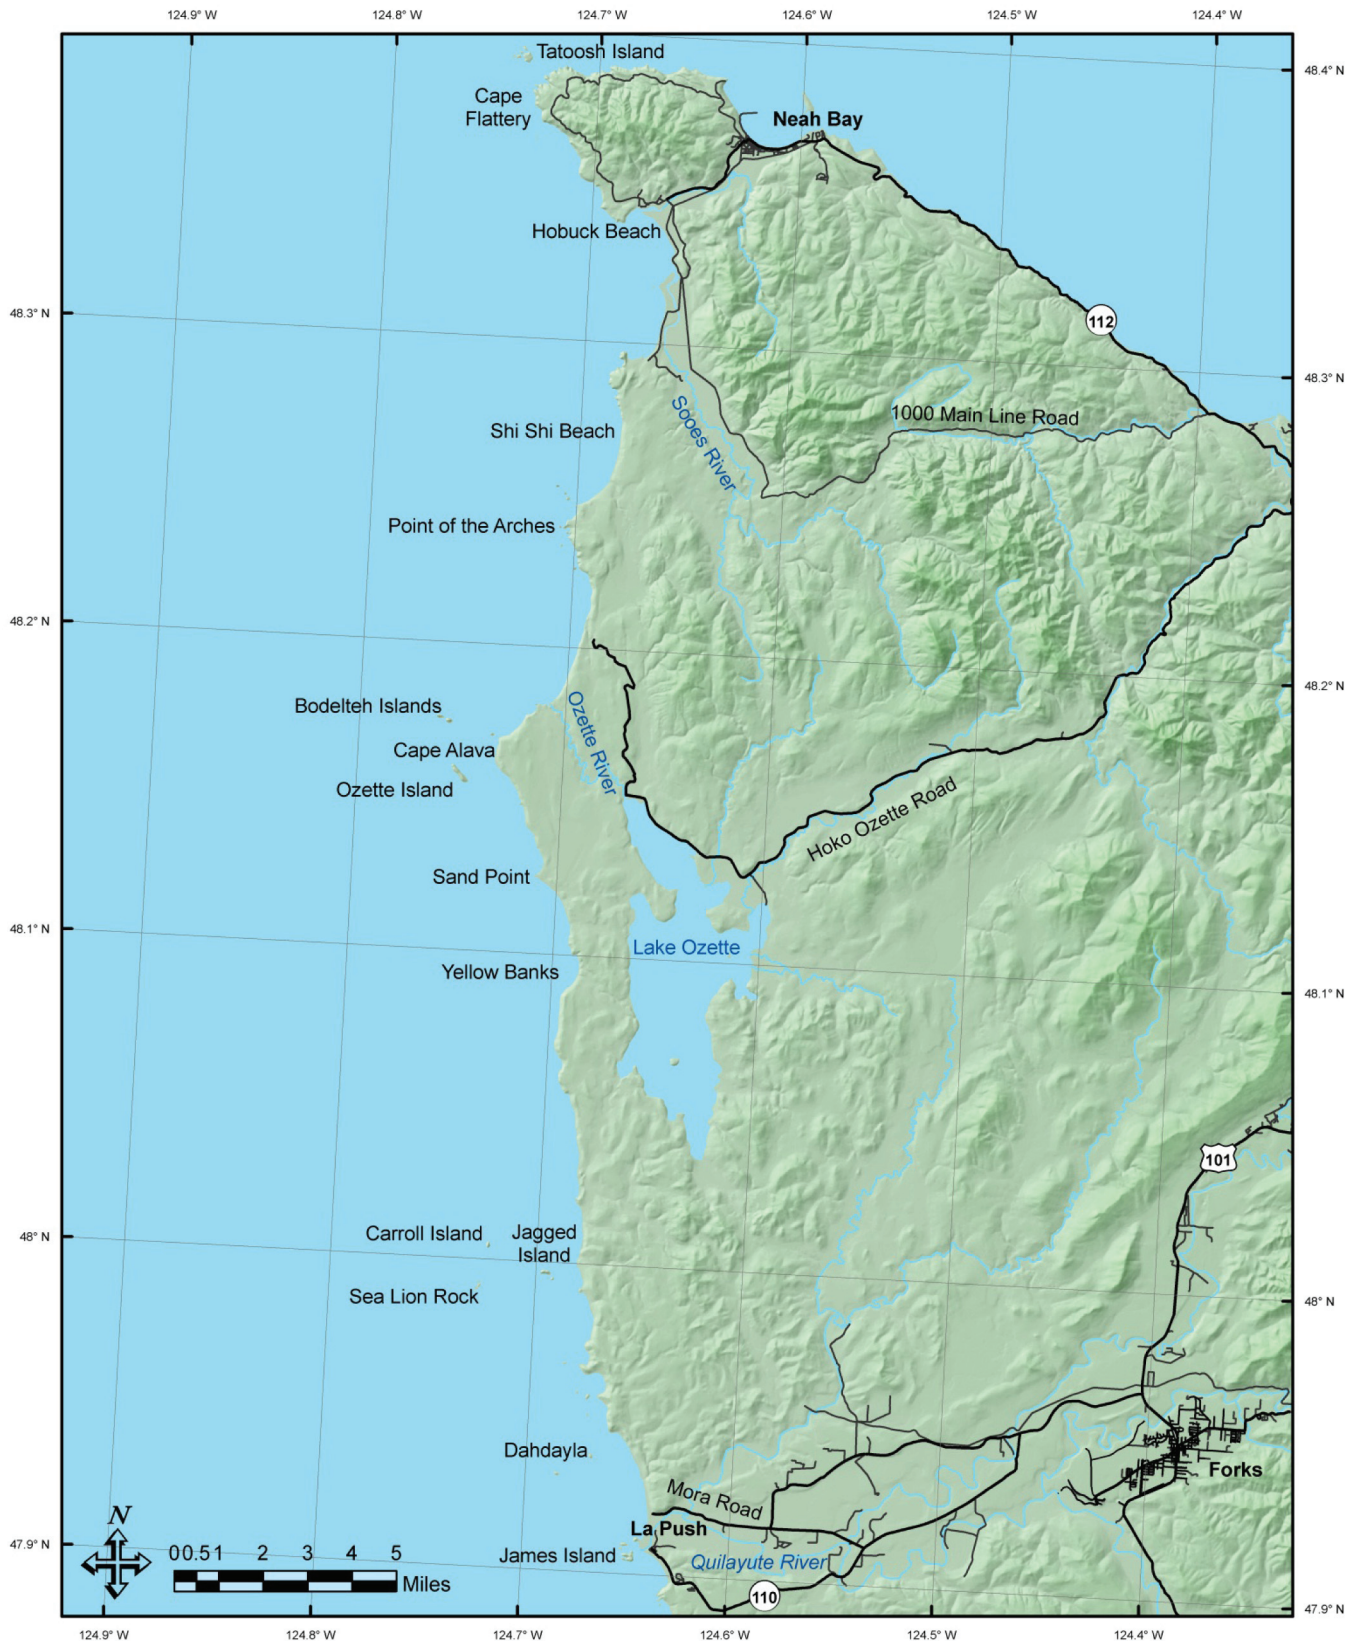 124.9° W
124.8° W
124.7° W
124.6° W
124.5° W
124.4° W
Tatoosh Island
48.4° N
Cape
Flattery
Neah Bay
Hobuck Beach
48.3° N
112
48.3° N
1000 Main Line Road
Sooes River
Shi Shi Beach
Point of the Arches
48.2° N
48.2° N
Ozette River
Bodelteh Islands
Cape Alava
Ozette Island
Hoko Ozette Road
Sand Point
48.1° N
Lake Ozette
Yellow Banks
48.1° N
101
Carroll Island
Jagged
Island
48° N
Sea Lion Rock
48° N
Dahdayla
Forks
Mora Road
La Push
N
47.9° N
James Island
Quilayute River
0 0.5 1 2 3 4 5
Miles
110
47.9° N
124.9° W
124.8° W
124.7° W
124.6° W
124.5° W
124.4° W